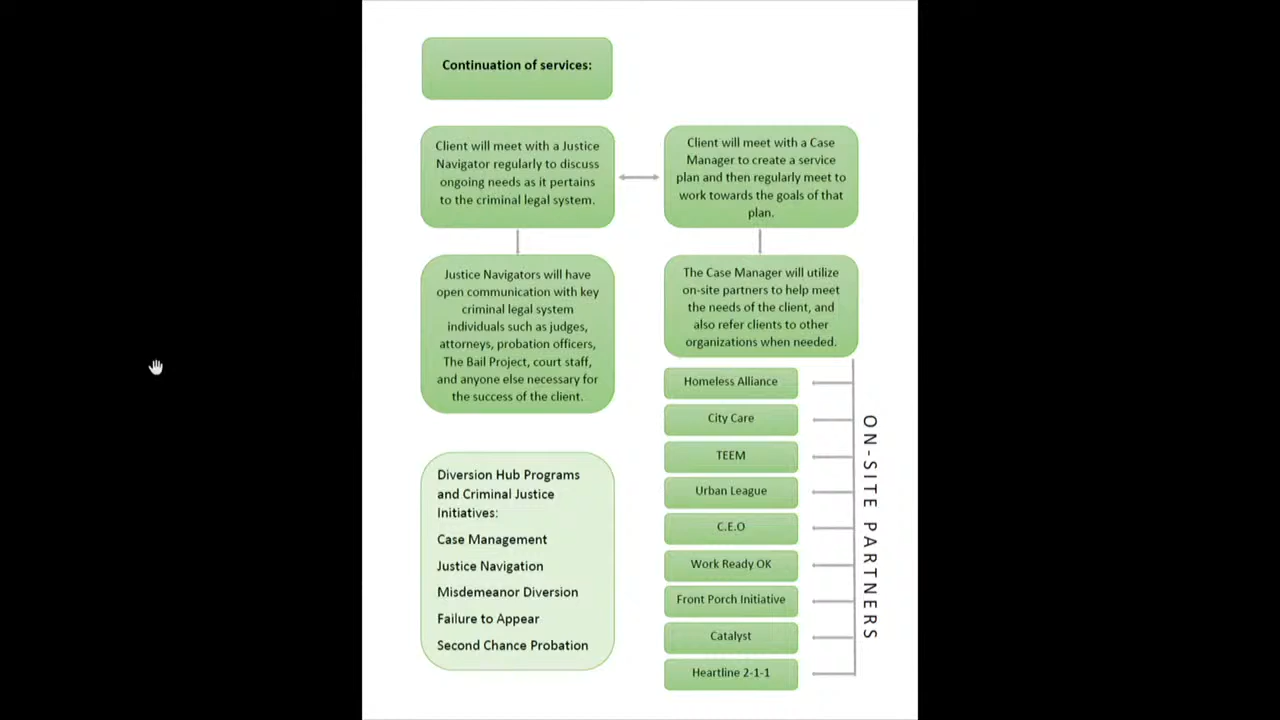 Continuation of services:
Client will meet with a Justice
Navigator regularly to discuss
ongoing needs as it pertains
to the criminal legal system.
Client will meet with a Case
Manager to create a service
plan and then regularly meet to
work towards the goals of that
plan.
Justice Navigators will have
open communication with key
criminal legal system
individuals such as judges,
attorneys, probation officers,
The Bail Project, court staff,
and anyone else necessary for
the success of the client.
The Case Manager will utilize
on-site partners to help meet
the needs of the client, and
also refer clients to other
organizations when needed.
Homeless Alliance
City Care
TEEM
Urban League
C.E.O
Work Ready OK
Front Porch Initiative
Catalyst
Heartline 2-1-1
ON-SITE PARTNERS
Diversion Hub Programs
and Criminal Justice
Initiatives:
Case Management
Justice Navigation
Misdemeanor Diversion
Failure to Appear
Second Chance Probation